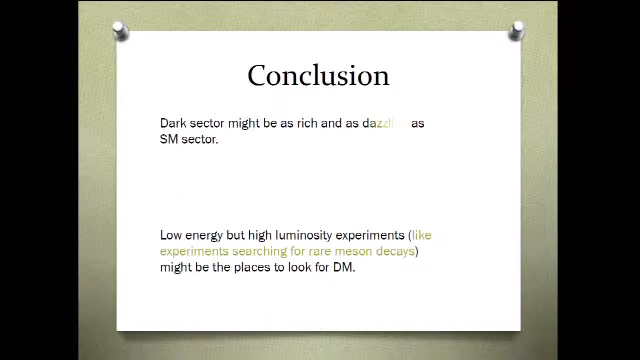 Conclusion
Dark sector might be as rich and as dazzling as
SM sector.
Low energy but high luminosity experiments (like
experiments searching for rare meson decays)
might be the places to look for DM.